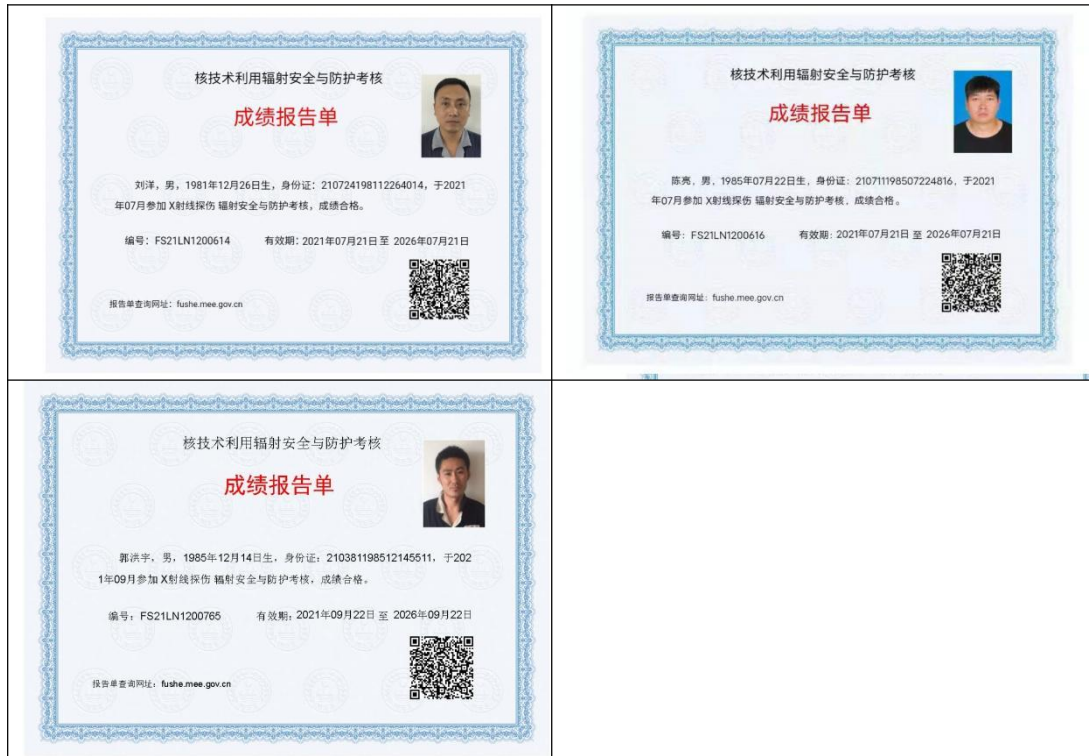 核技术利用辐射安全与防护考核
成绩报告单
刘洋，男，1981年12月26日生，身份证：210724198112264014，于2021
年07月参加 X射线探伤 辐射安全与防护考核，成绩合格。
编号：FS21LN1200614 有效期：2021年07月21日 至 2026年07月21日
报告单查询网址：fushe.mee.gov.cn
核技术利用辐射安全与防护考核
成绩报告单
陈亮，男，1985年07月22日生，身份证：210711198507224816，于2021
年07月参加 X射线探伤 辐射安全与防护考核，成绩合格。
编号：FS21LN1200616 有效期：2021年07月21日 至 2026年07月21日
报告单查询网址：fushe.mee.gov.cn
核技术利用辐射安全与防护考核
成绩报告单
郭洪宇，男，1985年12月14日生，身份证：210381198512145511，于202
1年09月参加 X射线探伤 辐射安全与防护考核，成绩合格。
编号：FS21LN1200765 有效期：2021年09月22日 至 2026年09月22日
报告单查询网址：fushe.mee.gov.cn